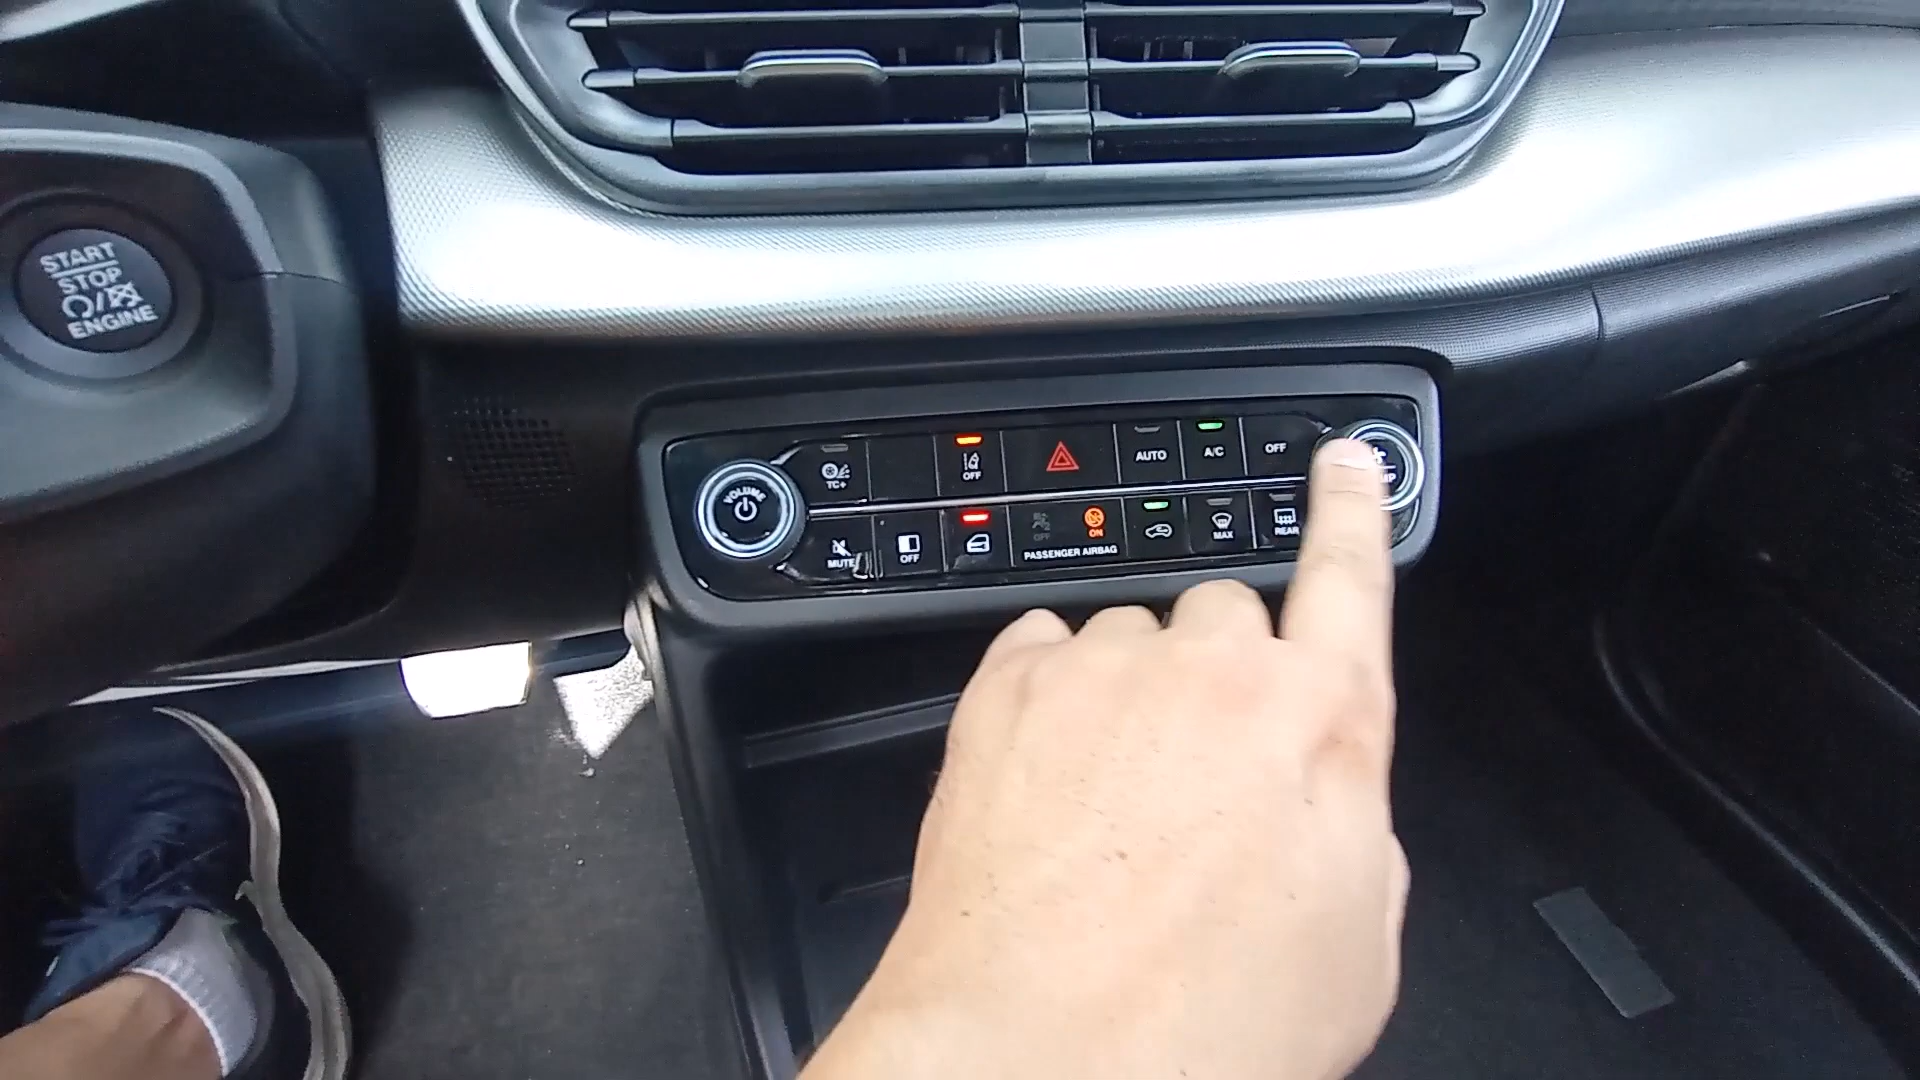 START
STOP
ENGINE
VOLUME
TC+
OFF
AUTO
A/C
OFF
MUTE
OFF
OFF
ON
PASSENGER AIRBAG
MAX
REAR